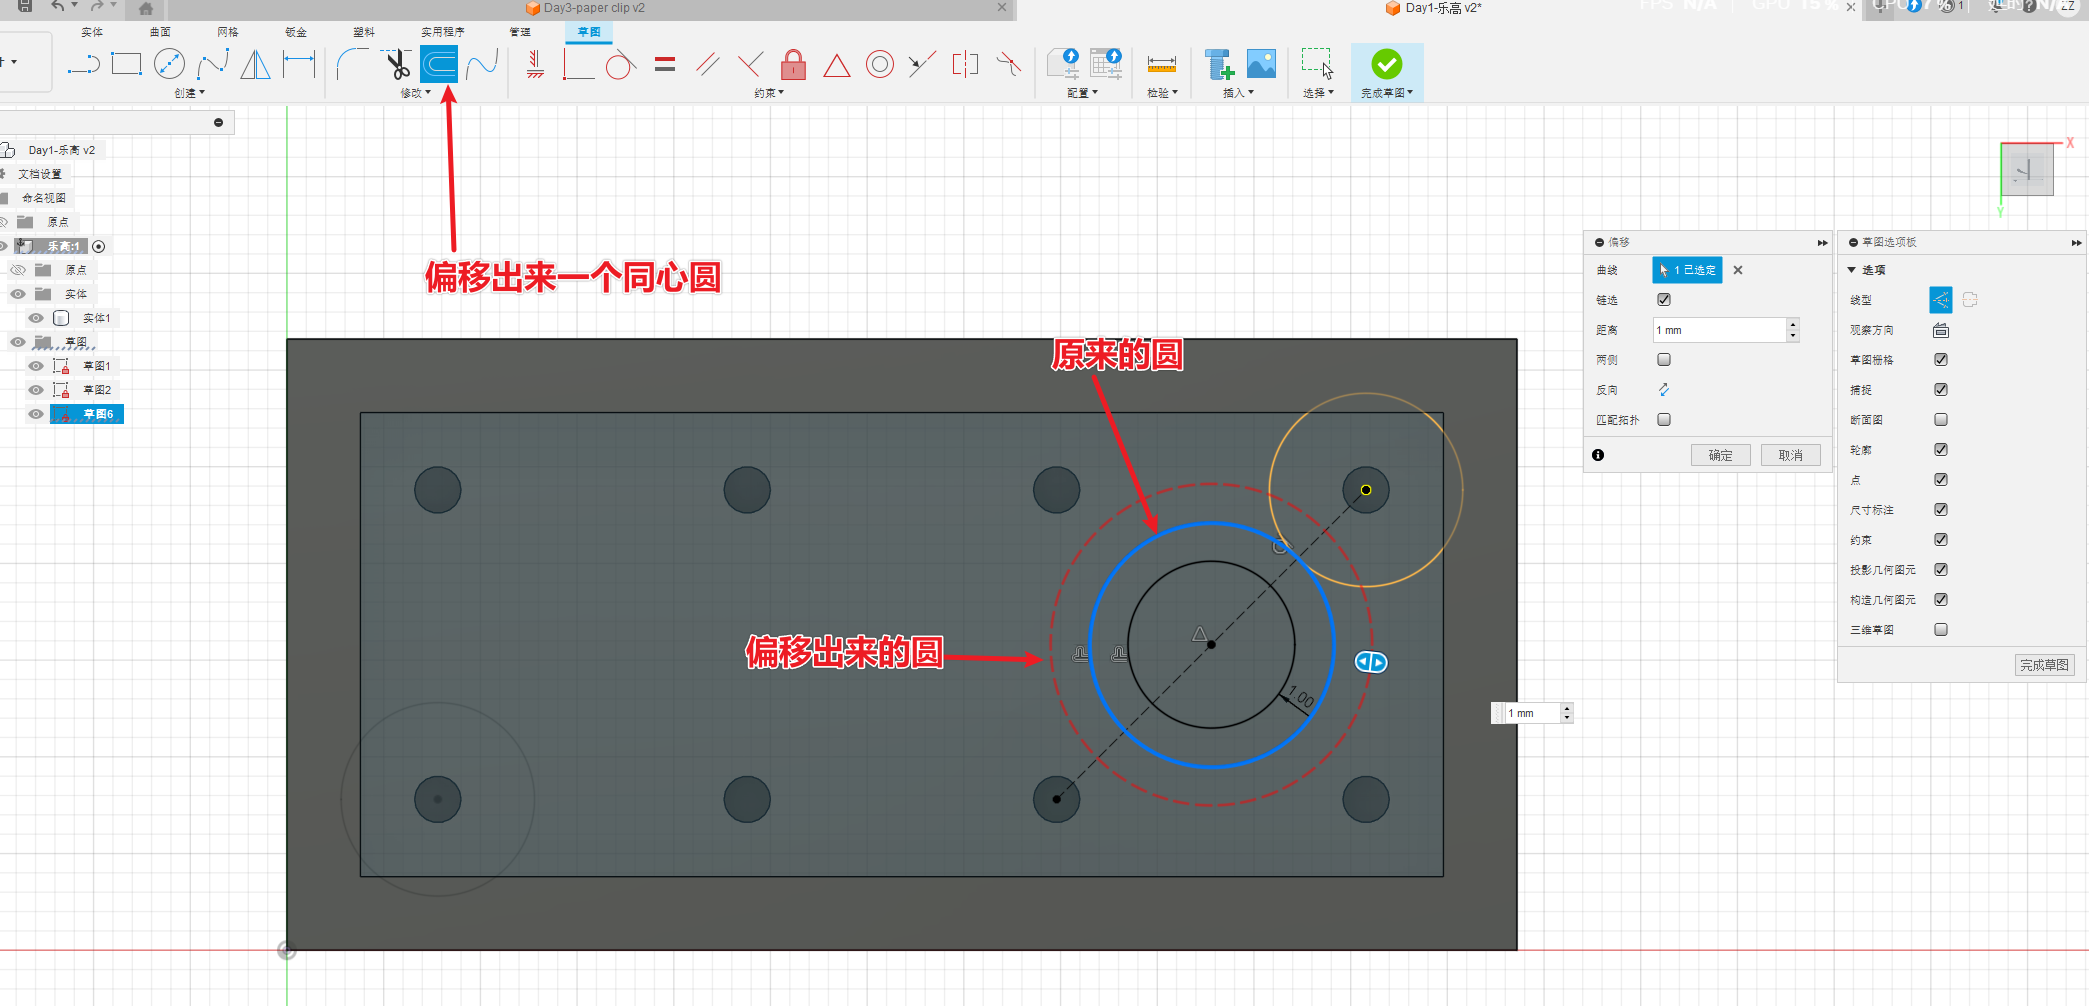 Day3-paper clip v2
Day1-乐高 v2*
FPS N/A
GPU 15 %
CPU 7 %
1
实体
曲面
网格
钣金
塑料
实用程序
管理
草图
创建
修改
约束
配置
检验
插入
选择
完成草图
Day1-乐高 v2
文档设置
命名视图
原点
乐高:1
原点
实体
实体1
草图
草图1
草图2
草图6
偏移出来一个同心圆
原来的圆
偏移出来的圆
1.00
1 mm
X
Y
上
偏移
曲线
1 已选定
链选
距离
1 mm
两侧
反向
匹配拓扑
确定
取消
草图选项板
选项
线型
观察方向
草图栅格
捕捉
断面图
轮廓
点
尺寸标注
约束
投影几何图元
构造几何图元
三维草图
完成草图